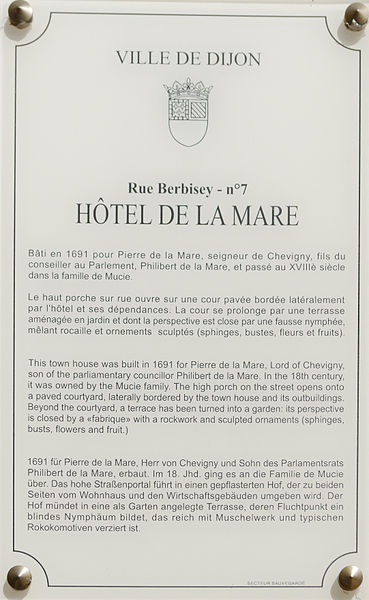 VILLE DE DIJON
Rue Berbisey - n°7
HÔTEL DE LA MARE
Bâti en 1691 pour Pierre de la Mare, seigneur de Chevigny, fils du
conseiller au Parlement, Philibert de la Mare, et passé au XVIIIè siècle
dans la famille de Mucie.
Le haut porche sur rue ouvre sur une cour pavée bordée latéralement
par l'hôtel et ses dépendances. La cour se prolonge par une terrasse
aménagée en jardin et dont la perspective est close par une fausse nymphée,
mêlant rocaille et ornements sculptés (sphinges, bustes, fleurs et fruits).
This town house was built in 1691 for Pierre de la Mare, Lord of Chevigny,
son of the parliamentary councillor Philibert de la Mare. In the 18th century,
it was owned by the Mucie family. The high porch on the street opens onto
a paved courtyard, laterally bordered by the town house and its outbuildings.
Beyond the courtyard, a terrace has been turned into a garden: its perspective
is closed by a «fabrique» with a rockwork and sculpted ornaments (sphinges,
busts, flowers and fruit.)
1691 für Pierre de la Mare, Herr von Chevigny und Sohn des Parlamentsrats
Philibert de la Mare, erbaut. Im 18. Jhd. ging es an die Familie de Mucie
über. Das hohe Straßenportal führt in einen gepflasterten Hof, der zu beiden
Seiten vom Wohnhaus und den Wirtschaftsgebäuden umgeben wird. Der
Hof mündet in eine als Garten angelegte Terrasse, deren Fluchtpunkt ein
blindes Nymphäum bildet, das reich mit Muschelwerk und typischen
Rokokomotiven verziert ist.
SECTEUR SAUVEGARDÉ